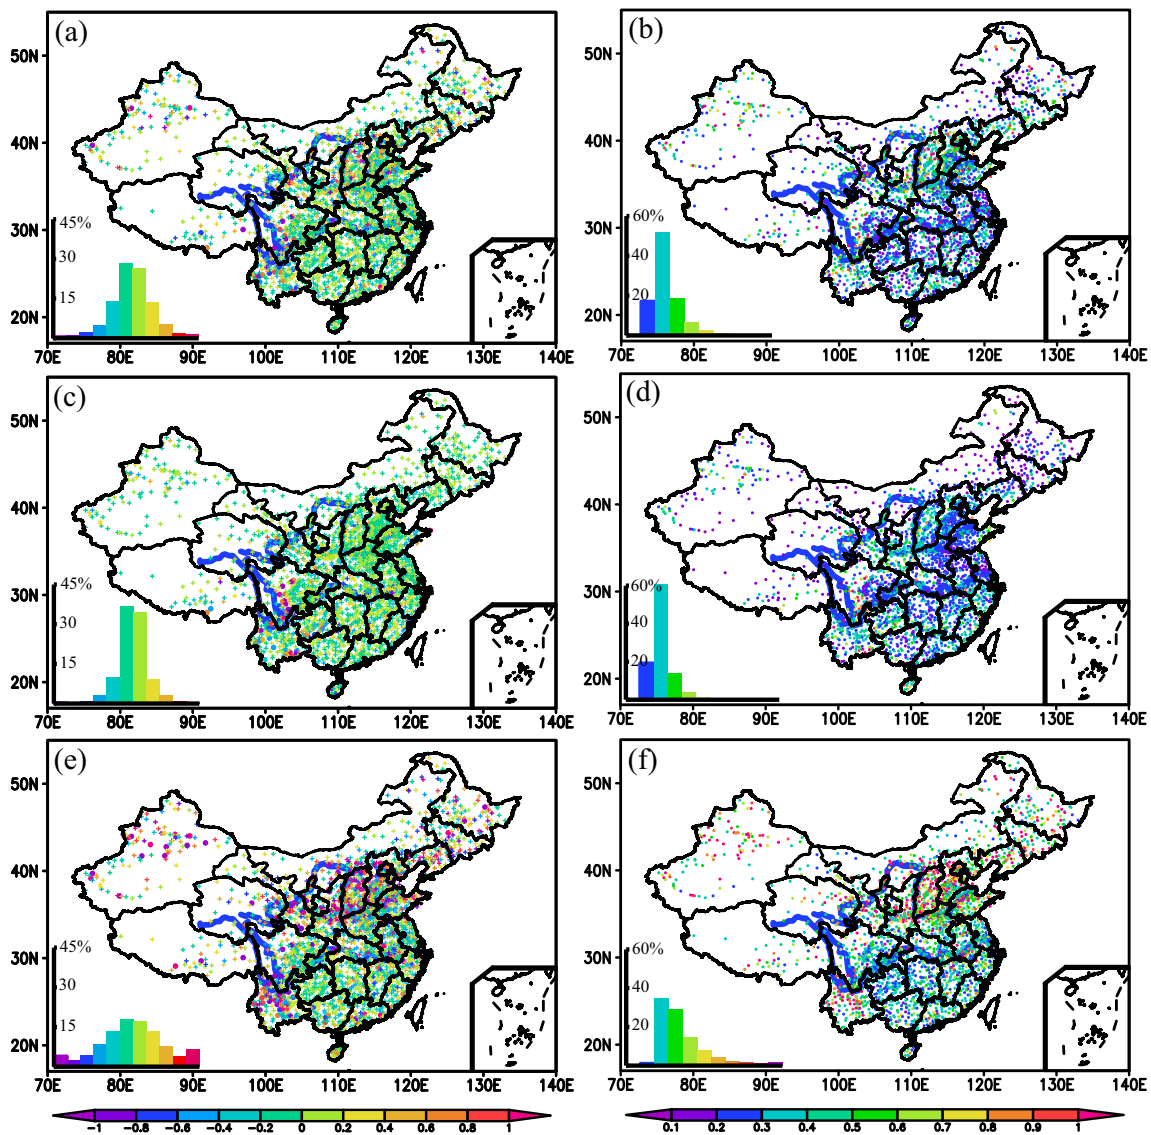 (a) (b)
50N 50N
40N 40N
30N 30N
20N 20N
45% 60%
30 40
15 20
70E 80E 90E 100E 110E 120E 130E 140E 70E 80E 90E 100E 110E 120E 130E 140E
(c) (d)
50N 50N
40N 40N
30N 30N
20N 20N
45% 60%
30 40
15 20
70E 80E 90E 100E 110E 120E 130E 140E 70E 80E 90E 100E 110E 120E 130E 140E
(e) (f)
50N 50N
40N 40N
30N 30N
20N 20N
45% 60%
30 40
15 20
70E 80E 90E 100E 110E 120E 130E 140E 70E 80E 90E 100E 110E 120E 130E 140E
-1 -0.8 -0.6 -0.4 -0.2 0 0.2 0.4 0.6 0.8 1 0.1 0.2 0.3 0.4 0.5 0.6 0.7 0.8 0.9 1